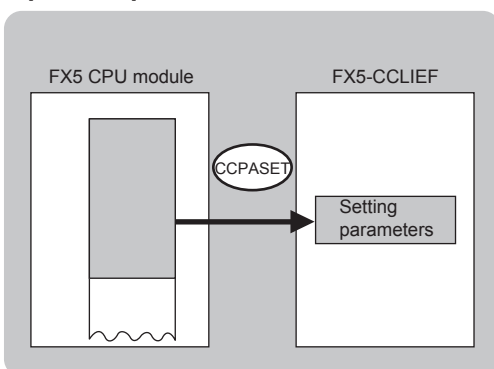 FX5 CPU module
FX5-CCLIEF
CCPASET
Setting
parameters